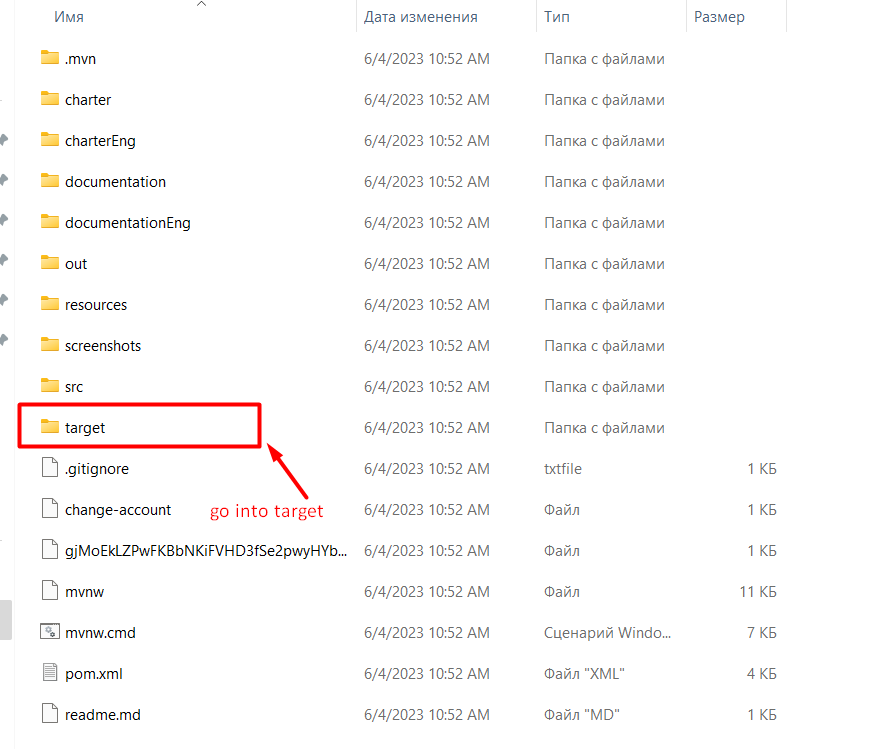 Имя Дата изменения Тип Размер
.mvn 6/4/2023 10:52 AM Папка с файлами
charter 6/4/2023 10:52 AM Папка с файлами
charterEng 6/4/2023 10:52 AM Папка с файлами
documentation 6/4/2023 10:52 AM Папка с файлами
documentationEng 6/4/2023 10:52 AM Папка с файлами
out 6/4/2023 10:52 AM Папка с файлами
resources 6/4/2023 10:52 AM Папка с файлами
screenshots 6/4/2023 10:52 AM Папка с файлами
src 6/4/2023 10:52 AM Папка с файлами
target 6/4/2023 10:52 AM Папка с файлами
.gitignore 6/4/2023 10:52 AM txtfile 1 КБ
change-account 6/4/2023 10:52 AM Файл 1 КБ
go into target
gjMoEkLZPwFKBbNKiFVHD3fSe2pwyHYb... 6/4/2023 10:52 AM Файл 1 КБ
mvnw 6/4/2023 10:52 AM Файл 11 КБ
mvnw.cmd 6/4/2023 10:52 AM Сценарий Windo... 7 КБ
pom.xml 6/4/2023 10:52 AM Файл "XML" 4 КБ
readme.md 6/4/2023 10:52 AM Файл "MD" 1 КБ